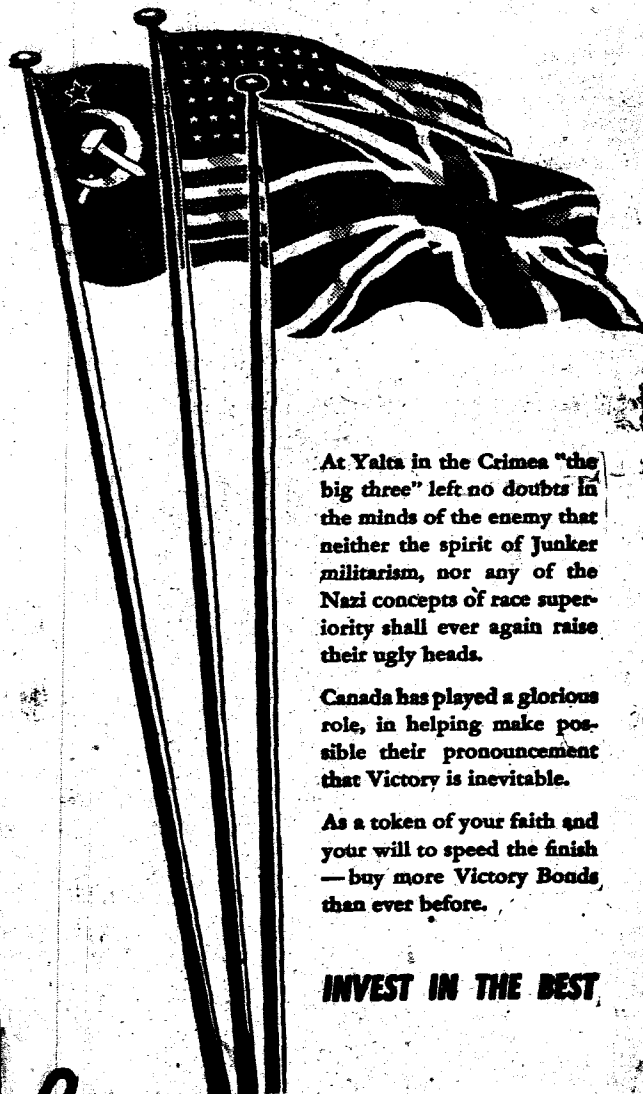 At Yalta in the Crimea "the
big three" left no doubts in
the minds of the enemy that
neither the spirit of Junker
militarism, nor any of the
Nazi concepts of race super-
iority shall ever again raise
their ugly heads.
Canada has played a glorious
role, in helping make pos-
sible their pronouncement
that Victory is inevitable.
As a token of your faith and
your will to speed the finish
—buy more Victory Bonds
than ever before.
INVEST IN THE BEST